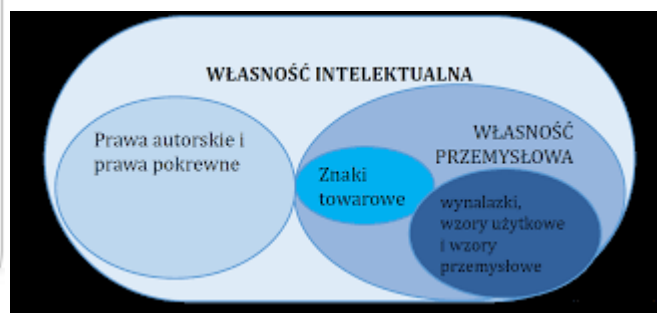 WŁASNOŚĆ INTELEKTUALNA
Prawa autorskie i
prawa pokrewne
WŁASNOŚĆ
PRZEMYSŁOWA
Znaki
towarowe
wynalazki,
wzory użytkowe
i wzory
przemysłowe